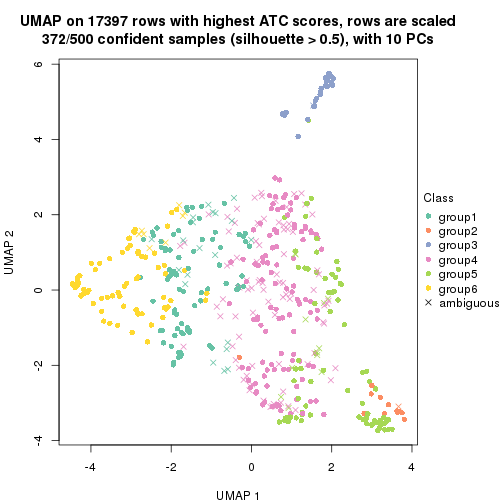 UMAP on 17397 rows with highest ATC scores, rows are scaled
372/500 confident samples (silhouette > 0.5), with 10 PCs
6
4
2
0
-2
-4
UMAP 2
-4
-2
0
2
4
UMAP 1
Class
group1
group2
group3
group4
group5
group6
ambiguous